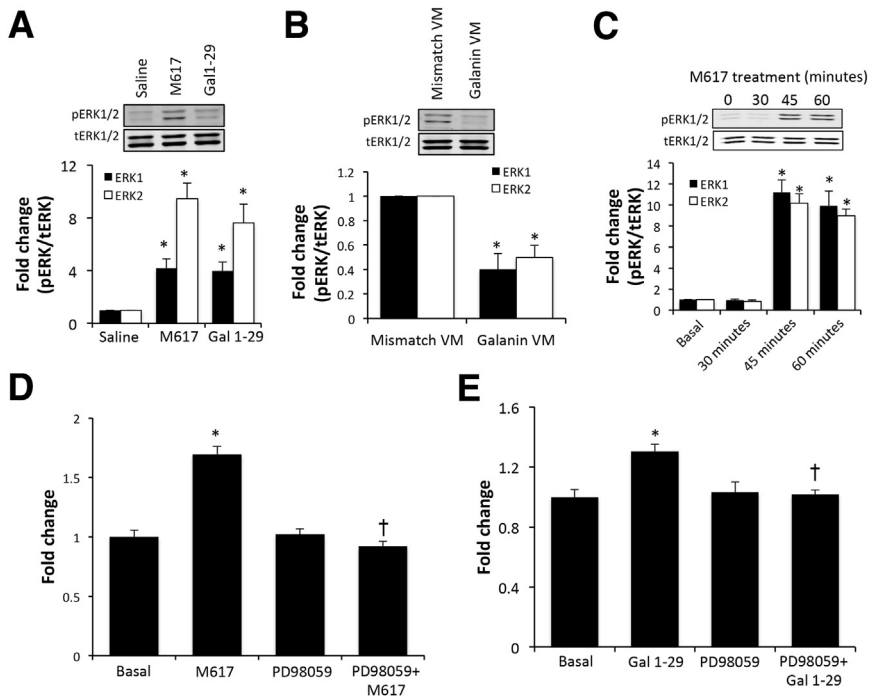 A
Saline
M617
Gal1-29
pERK1/2
tERK1/2
Fold change
(pERK/tERK)
12
8
4
0
ERK1
ERK2
*
*
*
*
Saline
M617
Gal 1-29
B
Mismatch VM
Galanin VM
pERK1/2
tERK1/2
Fold change
(pERK/tERK)
1.2
1
0.8
0.6
0.4
0.2
0
ERK1
ERK2
*
*
Mismatch VM
Galanin VM
C
M617 treatment (minutes)
0 30 45 60
pERK1/2
tERK1/2
Fold change
(pERK/tERK)
14
12
10
8
6
4
2
0
ERK1
ERK2
*
*
*
*
Basal
30 minutes
45 minutes
60 minutes
D
Fold change
2
1.5
1
0.5
0
*
†
Basal
M617
PD98059
PD98059+
M617
E
Fold change
1.6
1.2
0.8
0.4
0
*
†
Basal
Gal 1-29
PD98059
PD98059+
Gal 1-29